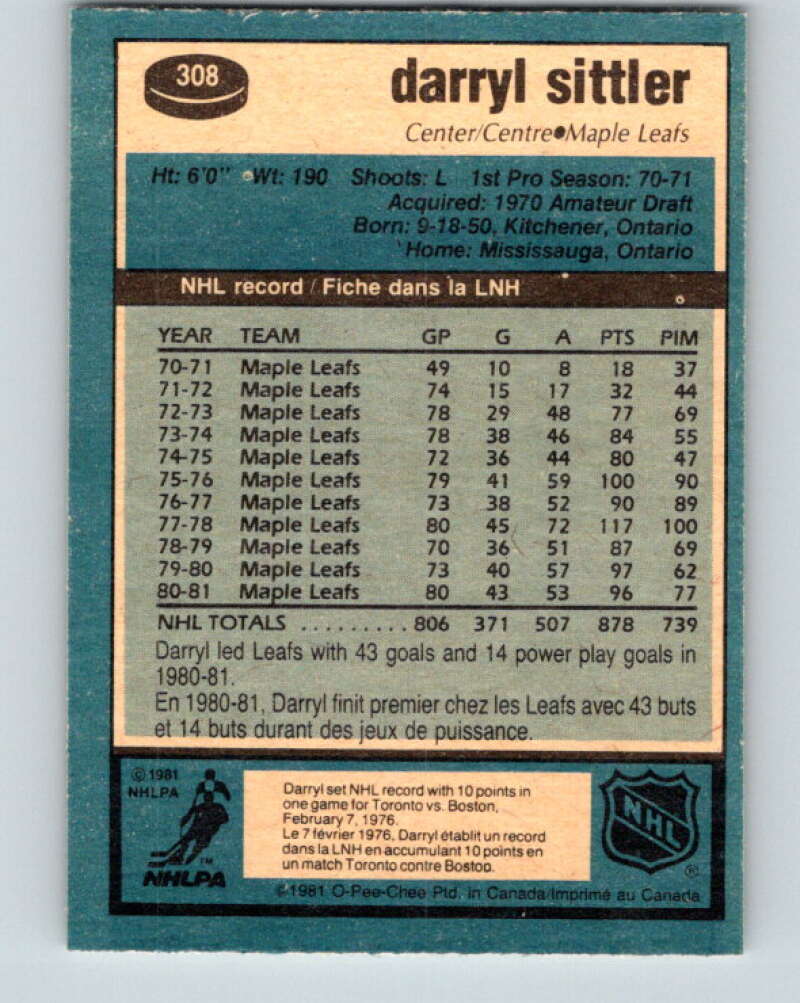 308
darryl sittler
Center/Centre●Maple Leafs
Ht: 6'0" Wt: 190 Shoots: L 1st Pro Season: 70-71
Acquired: 1970 Amateur Draft
Born: 9-18-50, Kitchener, Ontario
Home: Mississauga, Ontario
NHL record / Fiche dans la LNH
YEAR TEAM GP G A PTS PIM
70-71 Maple Leafs 49 10 8 18 37
71-72 Maple Leafs 74 15 17 32 44
72-73 Maple Leafs 78 29 48 77 69
73-74 Maple Leafs 78 38 46 84 55
74-75 Maple Leafs 72 36 44 80 47
75-76 Maple Leafs 79 41 59 100 90
76-77 Maple Leafs 73 38 52 90 89
77-78 Maple Leafs 80 45 72 117 100
78-79 Maple Leafs 70 36 51 87 69
79-80 Maple Leafs 73 40 57 97 62
80-81 Maple Leafs 80 43 53 96 77
NHL TOTALS ......... 806 371 507 878 739
Darryl led Leafs with 43 goals and 14 power play goals in
1980-81.
En 1980-81, Darryl finit premier chez les Leafs avec 43 buts
et 14 buts durant des jeux de puissance.
© 1981
NHLPA
Darryl set NHL record with 10 points in
one game for Toronto vs. Boston,
February 7, 1976.
Le 7 février 1976, Darryl établit un record
dans la LNH en accumulant 10 points en
un match Toronto contre Boston.
TM
NHLPA
NHL
®
©1981 O-Pee-Chee Ptd. in Canada/Imprimé au Canada